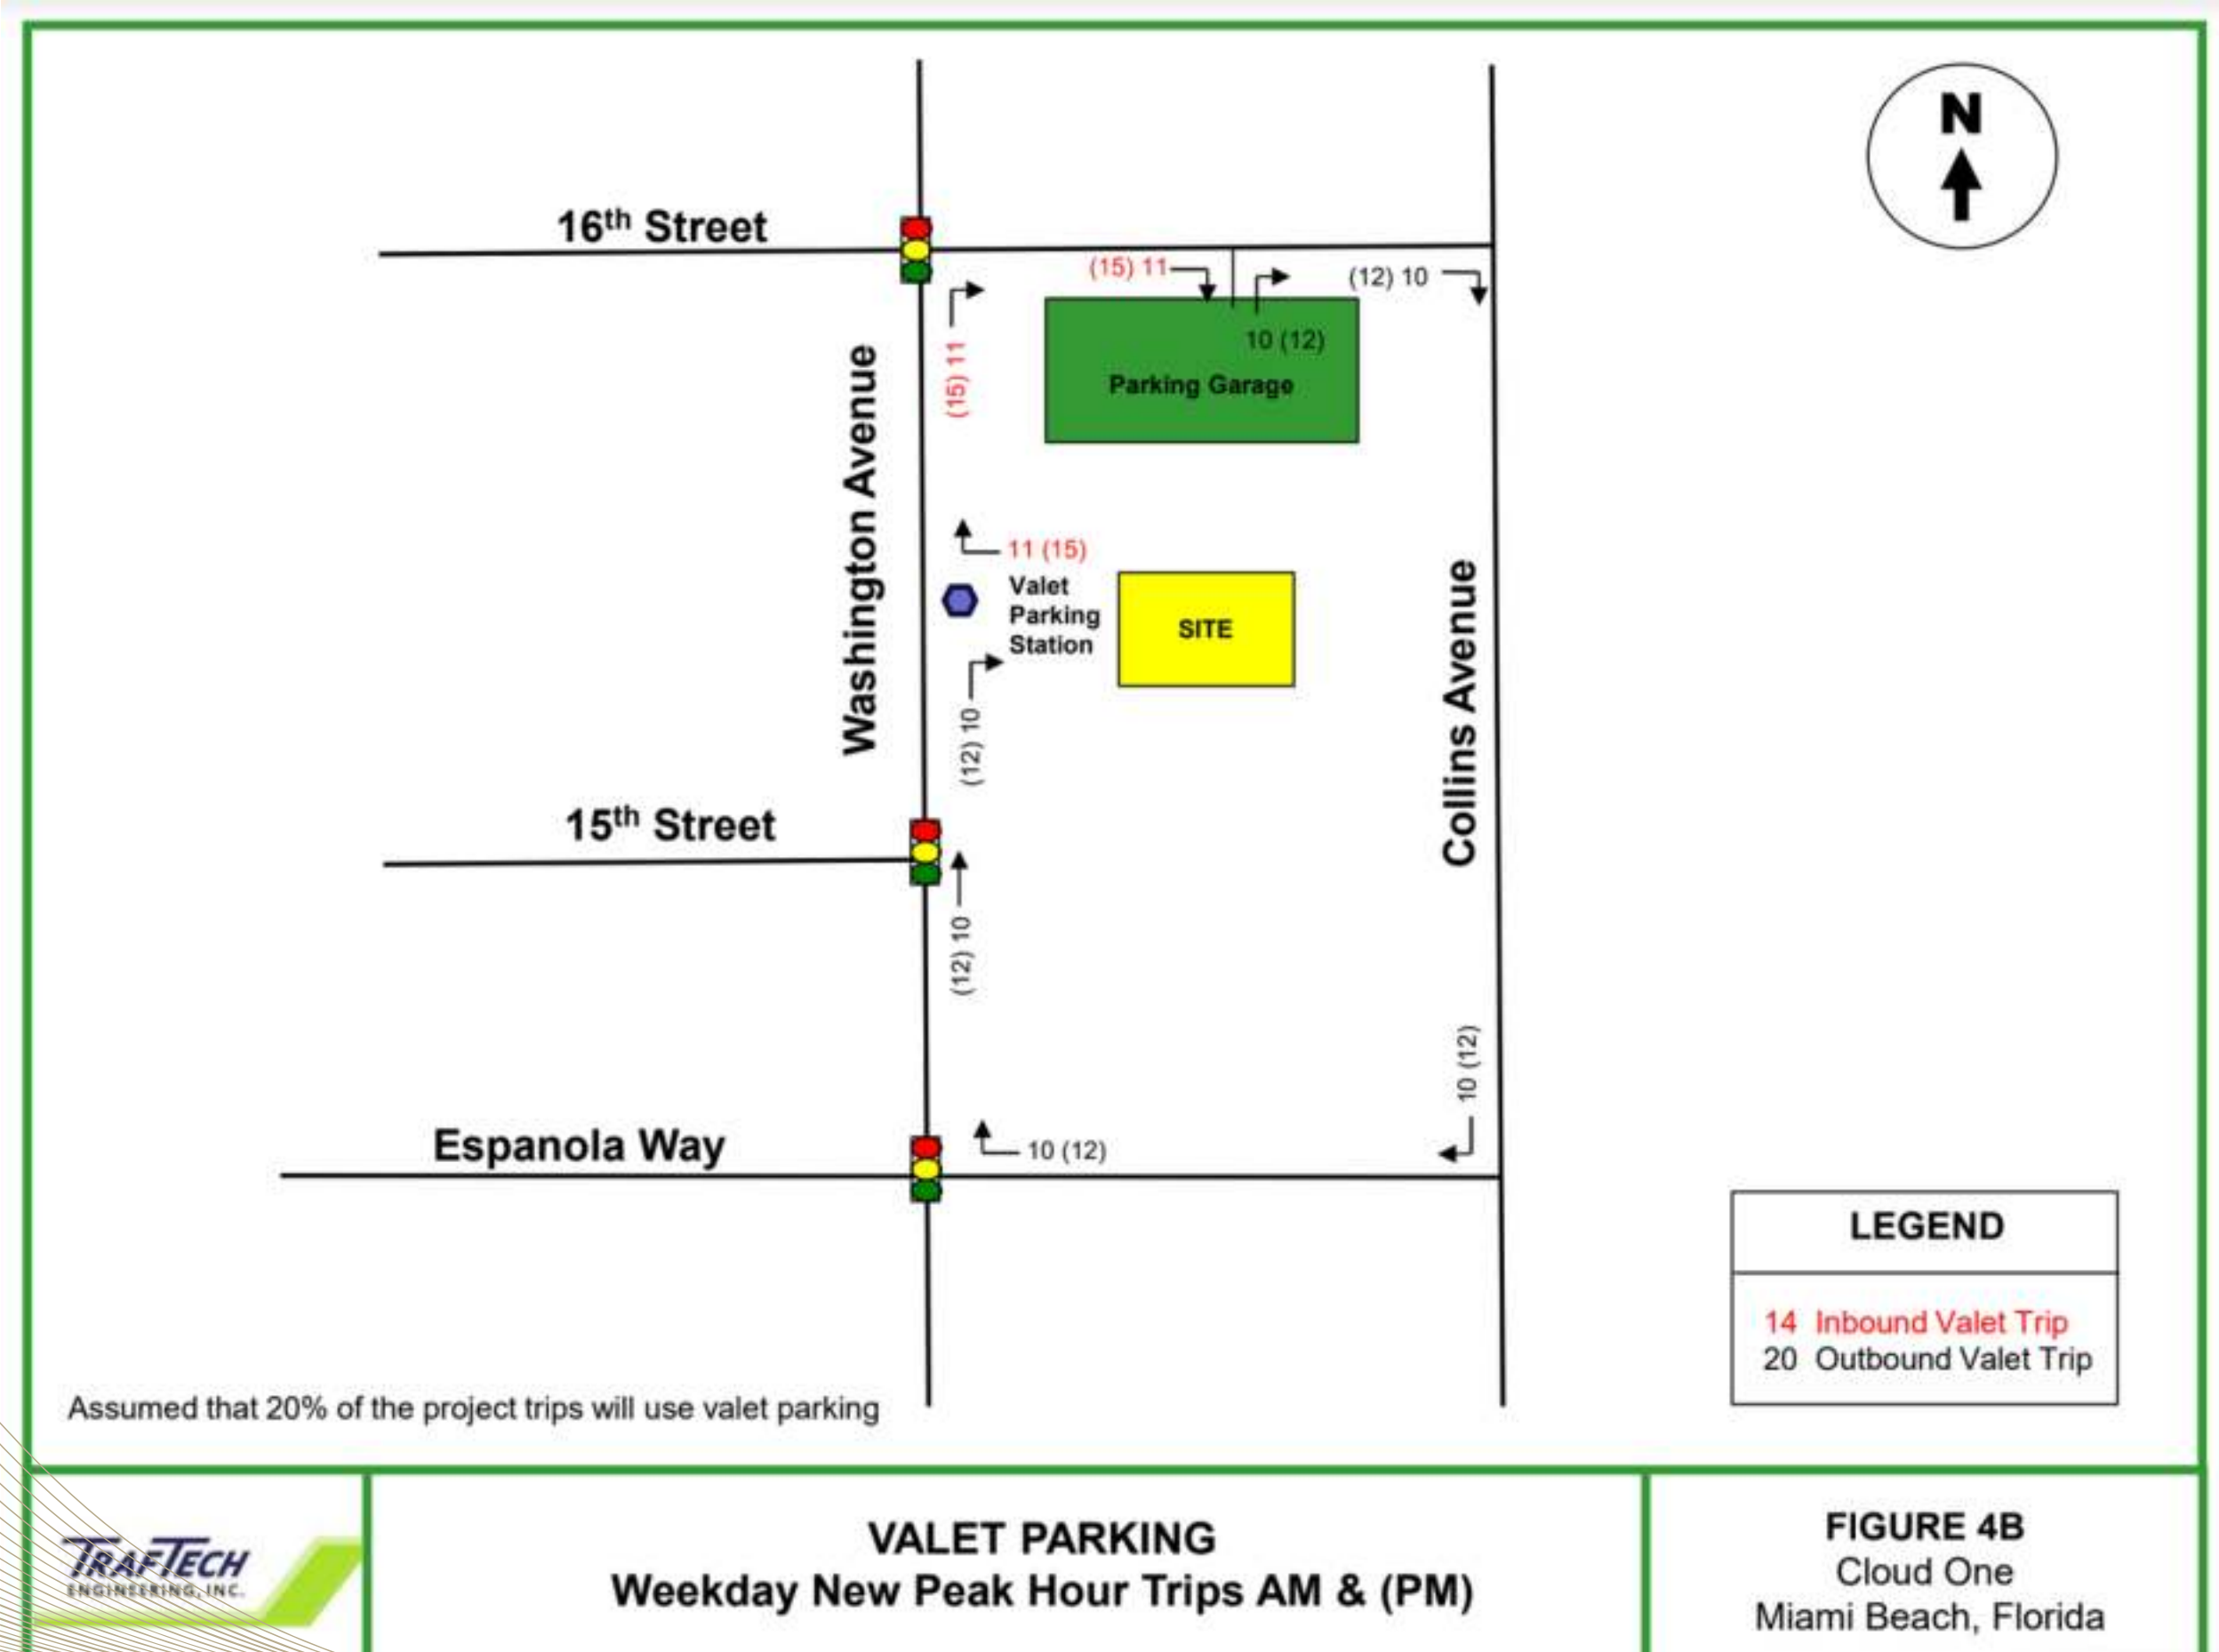 N
16th Street
(15) 11
(12) 10
10 (12)
Parking Garage
(15) 11
Washington Avenue
11 (15)
Valet
Parking
Station
SITE
(12) 10
Collins Avenue
15th Street
(12) 10
10 (12)
Espanola Way
10 (12)
LEGEND
14 Inbound Valet Trip
20 Outbound Valet Trip
Assumed that 20% of the project trips will use valet parking
TRAFTECH
ENGINEERING, INC.
VALET PARKING
Weekday New Peak Hour Trips AM & (PM)
FIGURE 4B
Cloud One
Miami Beach, Florida